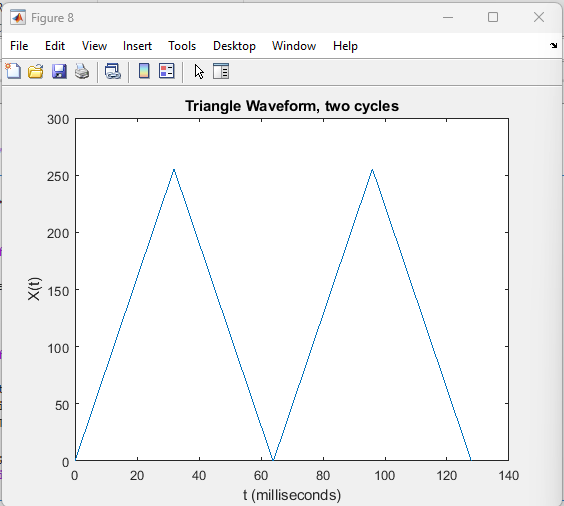 Figure 8
File Edit View Insert Tools Desktop Window Help
Triangle Waveform, two cycles
300
250
200
150
100
50
0
X(t)
0 20 40 60 80 100 120 140
t (milliseconds)